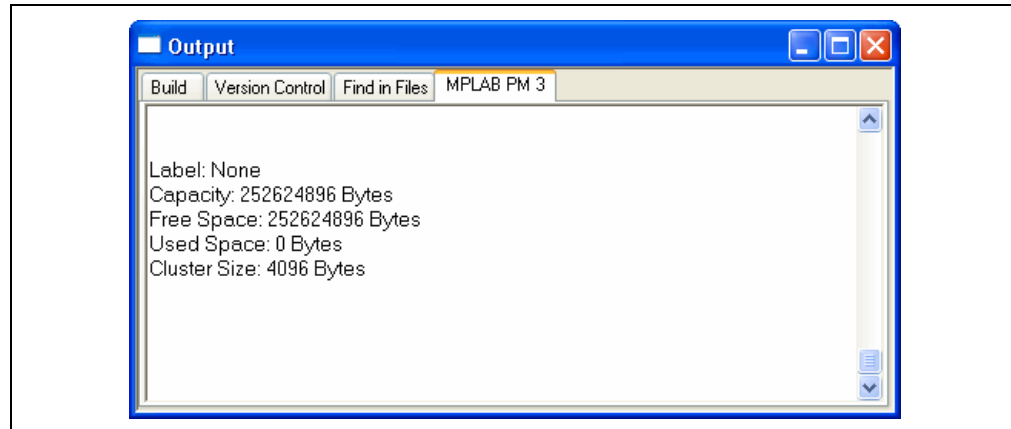 Output
Build Version Control Find in Files MPLAB PM 3
Label: None
Capacity: 252624896 Bytes
Free Space: 252624896 Bytes
Used Space: 0 Bytes
Cluster Size: 4096 Bytes